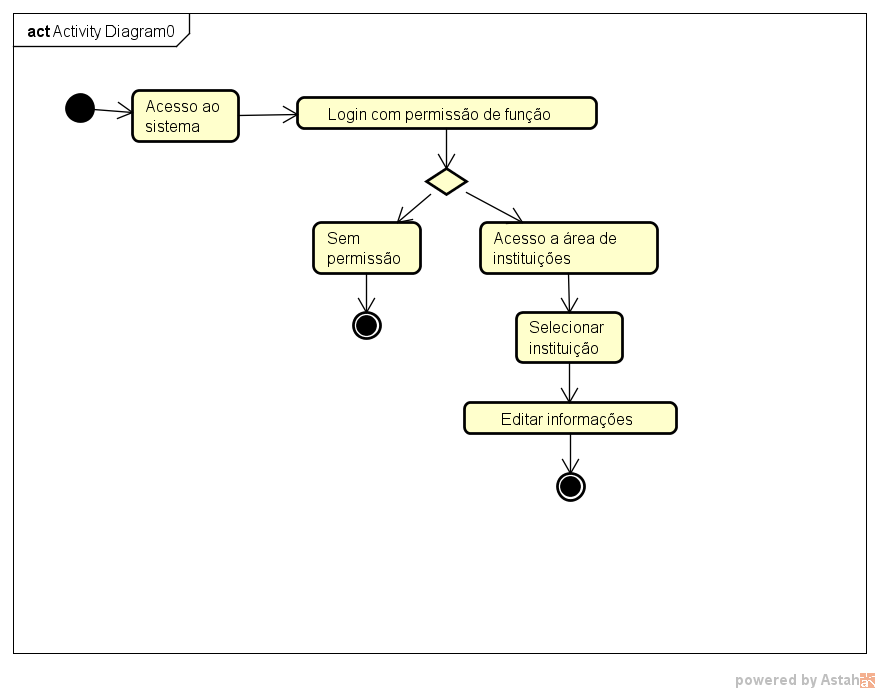 act Activity Diagram0
Acesso ao
sistema
Login com permissão de função
Sem
permissão
Acesso a área de
instituições
Selecionar
instituição
Editar informações
powered by Astah